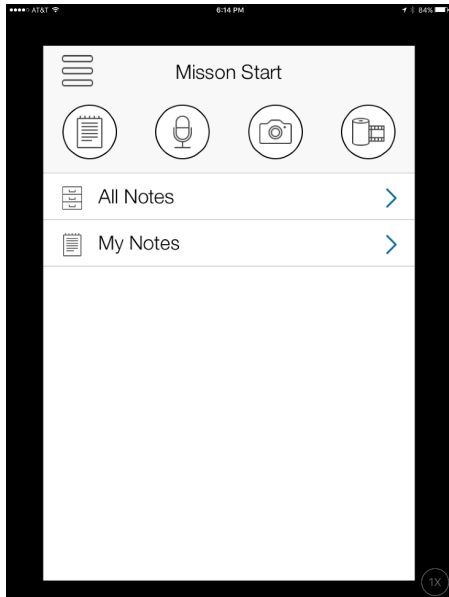 AT&T 6:14 PM 84%
Misson Start
All Notes
My Notes
1X